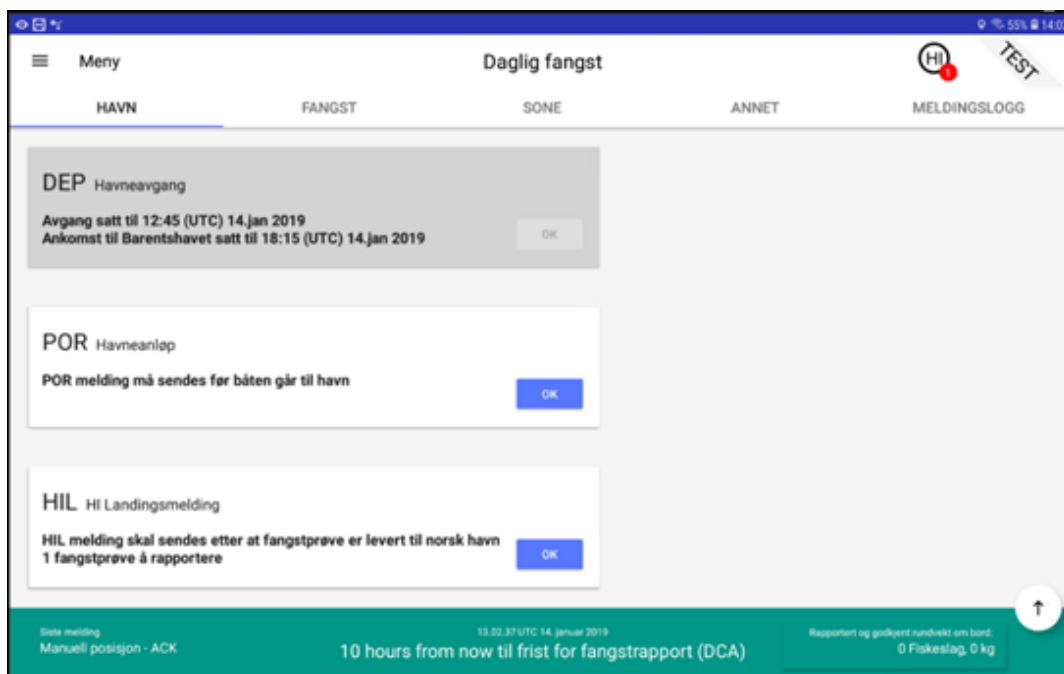 55% 14:02
Meny
Daglig fangst
HI
1
TEST
HAVN
FANGST
SONE
ANNET
MELDINGSLOGG
DEP Havneavgang
Avgang satt til 12:45 (UTC) 14.jan 2019
Ankomst til Barentshavet satt til 18:15 (UTC) 14.jan 2019
OK
POR Havneanløp
POR melding må sendes før båten går til havn
OK
HIL HI Landingsmelding
HIL melding skal sendes etter at fangstprøve er levert til norsk havn
1 fangstprøve å rapportere
OK
Siste melding
Manuell posisjon - ACK
13.02.37 UTC 14. januar 2019
10 hours from now til frist for fangstrapport (DCA)
Rapportert og godkjent rundvekt om bord:
0 Fiskeslag, 0 kg